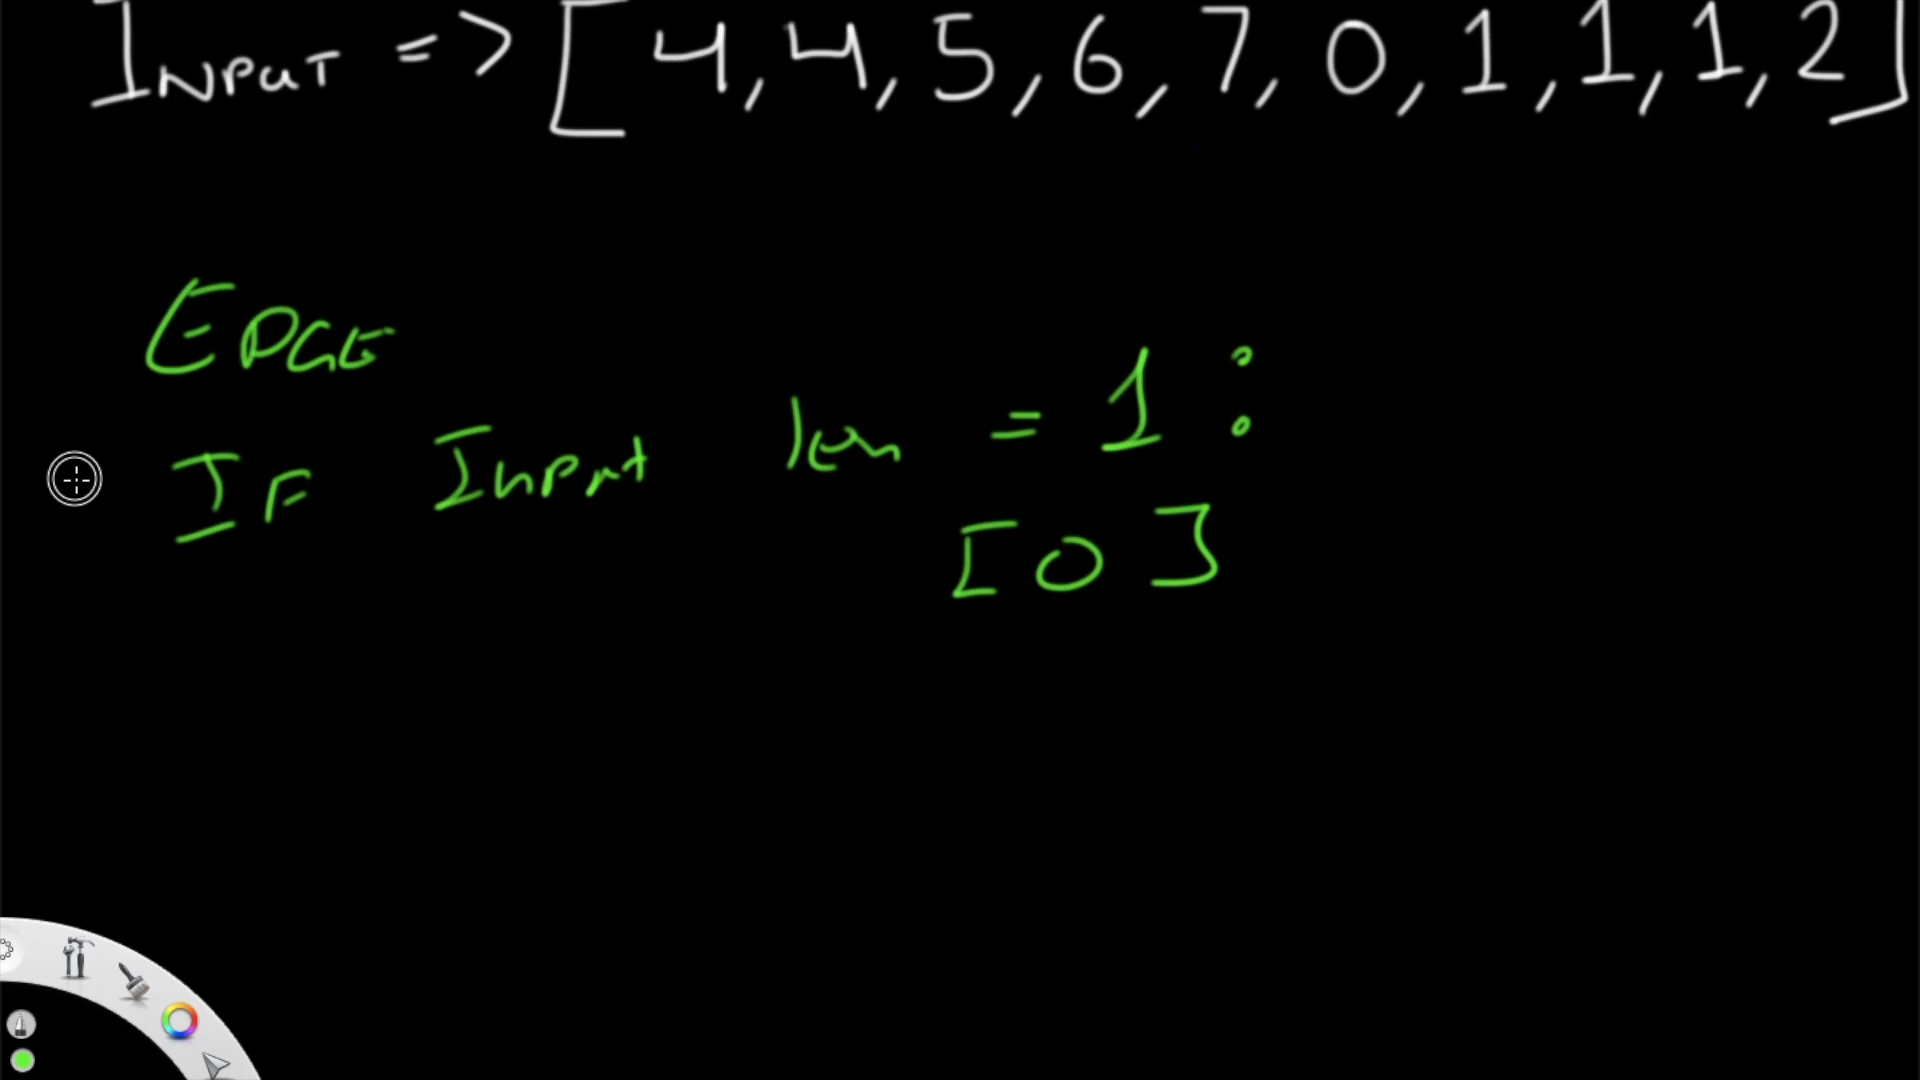 Input => [4,4,5,6,7,0,1,1,1,2]
EDGE
IF Input len = 1:
[0]